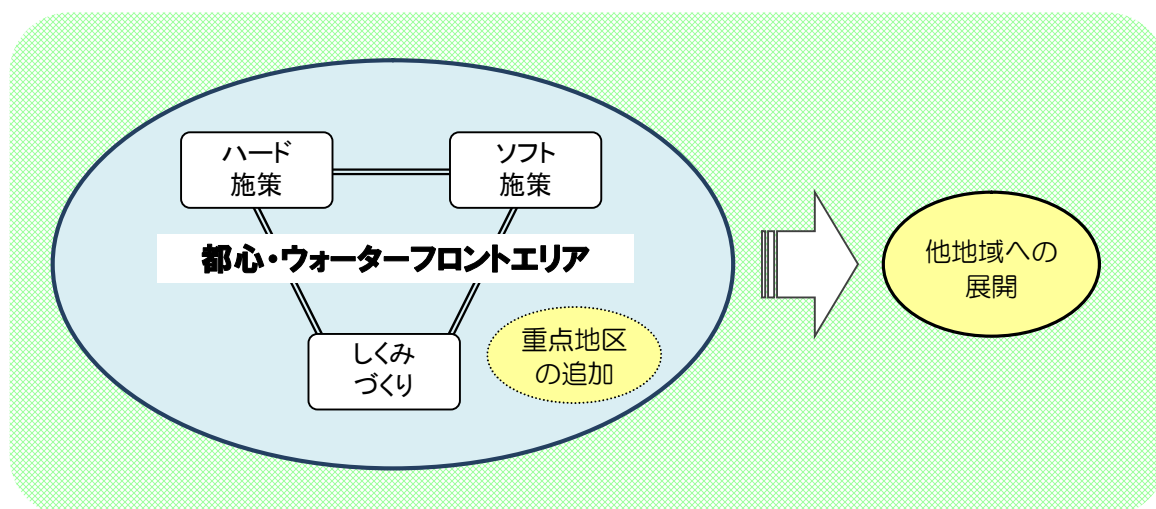 ハード
施策
ソフト
施策
都心・ウォーターフロントエリア
しくみ
づくり
重点地区
の追加
他地域への
展開